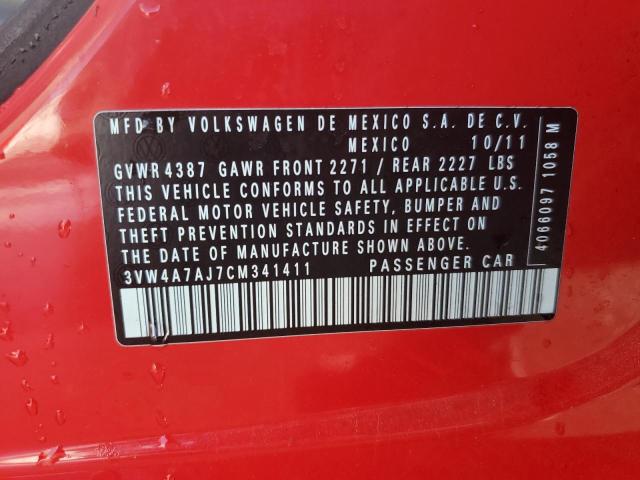 MFD BY VOLKSWAGEN DE MEXICO S.A. DE C.V.
MEXICO 10/11
GVWR 4387 GAWR FRONT 2271 / REAR 2227 LBS
THIS VEHICLE CONFORMS TO ALL APPLICABLE U.S.
FEDERAL MOTOR VEHICLE SAFETY, BUMPER AND
THEFT PREVENTION STANDARDS IN EFFECT ON
THE DATE OF MANUFACTURE SHOWN ABOVE.
3VW4A7AJ7CM341411 PASSENGER CAR
4066097 1058 M